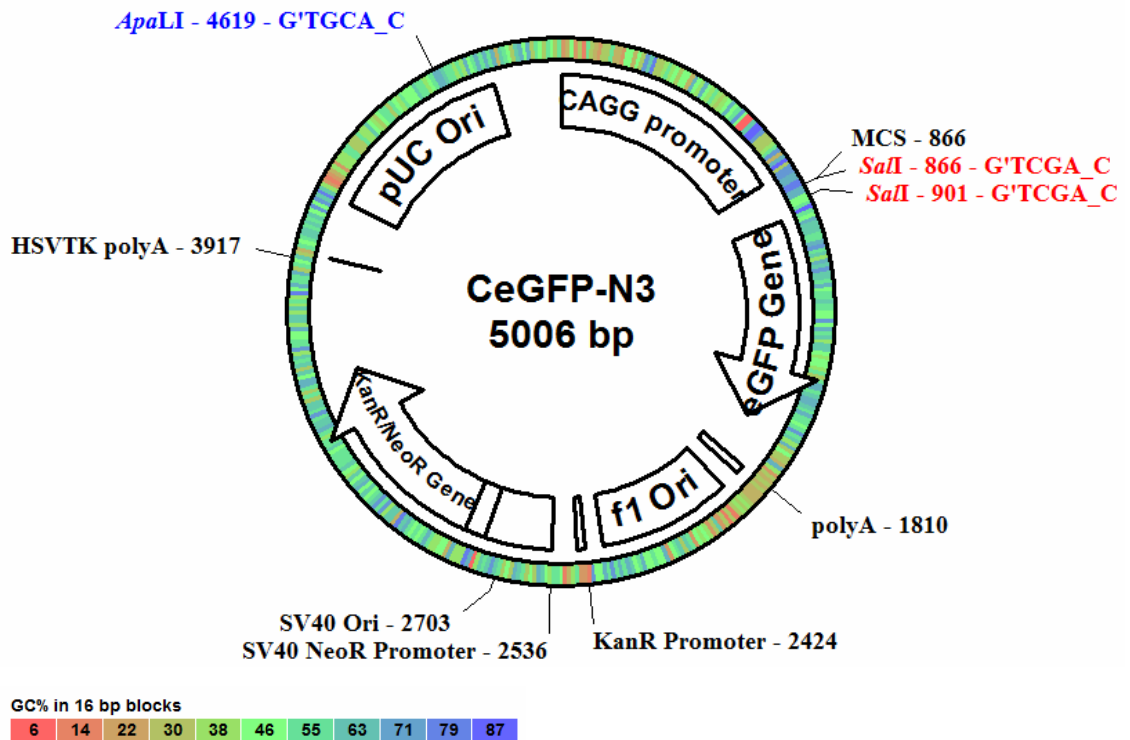 ApaLI - 4619 - G'TGCA_C
CAGG promoter
pUC Ori
MCS - 866
SalI - 866 - G'TCGA_C
SalI - 901 - G'TCGA_C
HSVTK polyA - 3917
CeGFP-N3
5006 bp
eGFP Gene
KanR/NeoR Gene
f1 Ori
polyA - 1810
SV40 Ori - 2703
SV40 NeoR Promoter - 2536
KanR Promoter - 2424
GC% in 16 bp blocks
6 14 22 30 38 46 55 63 71 79 87